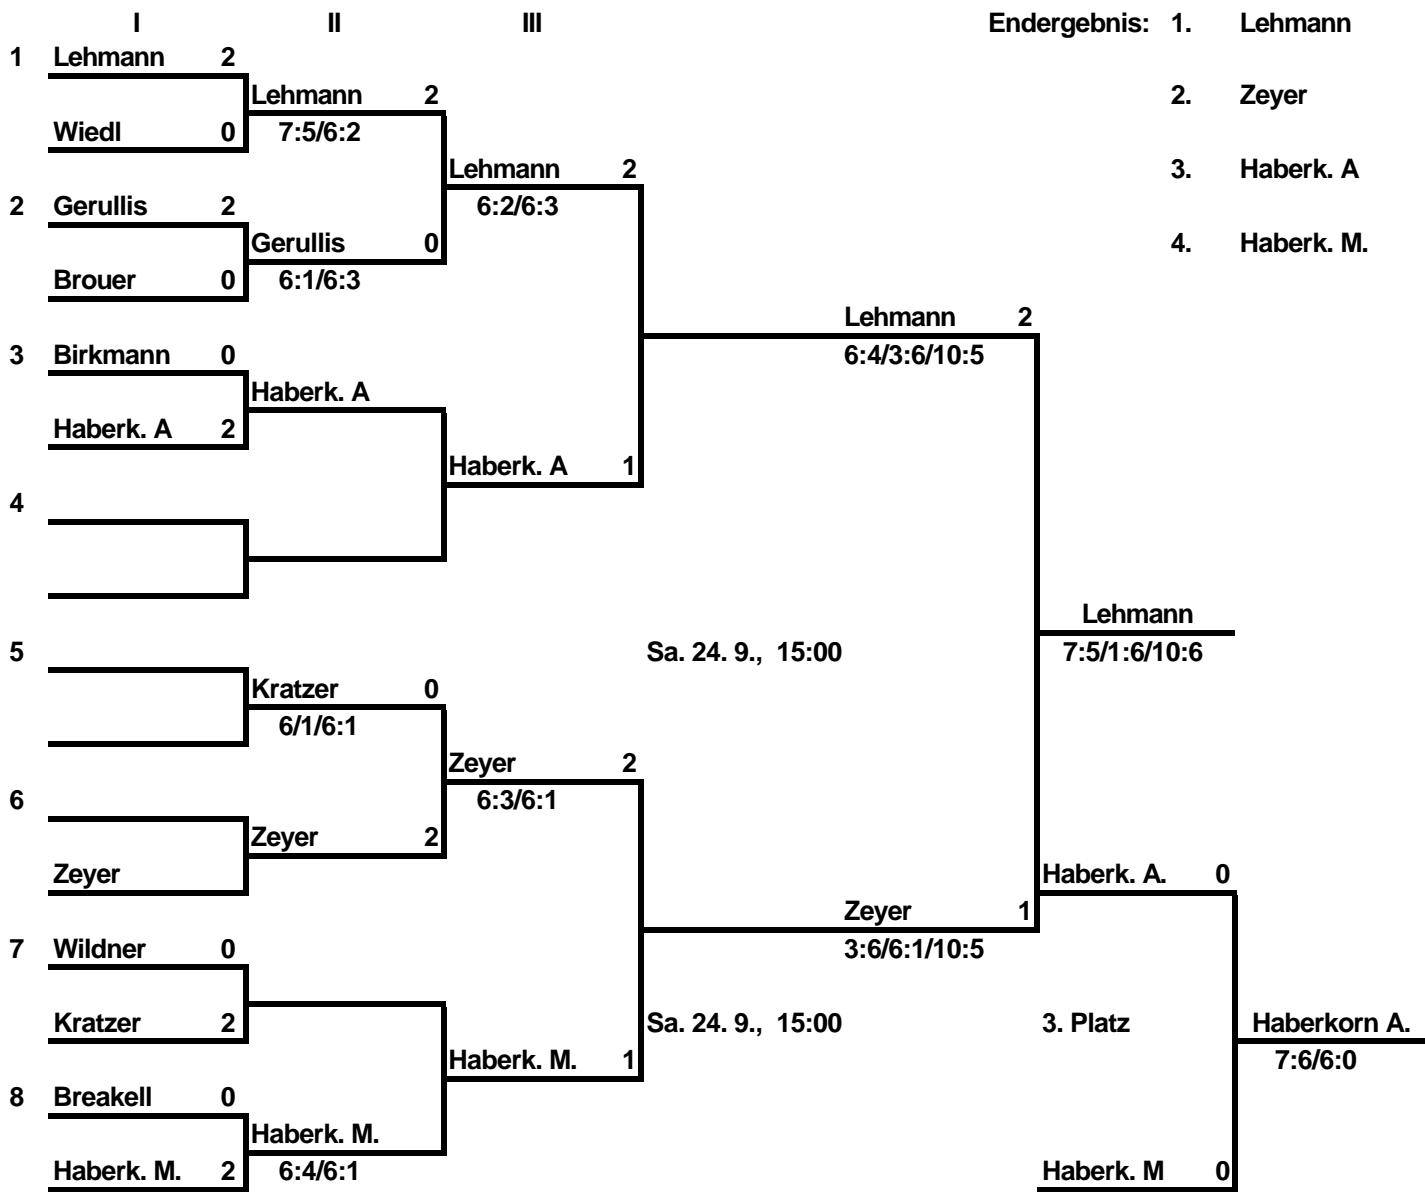 I II III Endergebnis: 1. Lehmann
1 Lehmann 2
Lehmann 2 2. Zeyer
Wiedl 0 7:5/6:2
Lehmann 2 3. Haberk. A
2 Gerullis 2 6:2/6:3
Gerullis 0 4. Haberk. M.
Brouer 0 6:1/6:3
Lehmann 2
3 Birkmann 0 6:4/3:6/10:5
Haberk. A
Haberk. A 2
Haberk. A 1
4
Lehmann
5 Sa. 24. 9., 15:00 7:5/1:6/10:6
Kratzer 0
6/1/6:1
Zeyer 2
6 6:3/6:1
Zeyer 2
Zeyer Haberk. A. 0
Zeyer 1
7 Wildner 0 3:6/6:1/10:5
Kratzer 2 Sa. 24. 9., 15:00 3. Platz Haberkorn A.
Haberk. M. 1 7:6/6:0
8 Breakell 0
Haberk. M.
Haberk. M. 2 6:4/6:1 Haberk. M 0